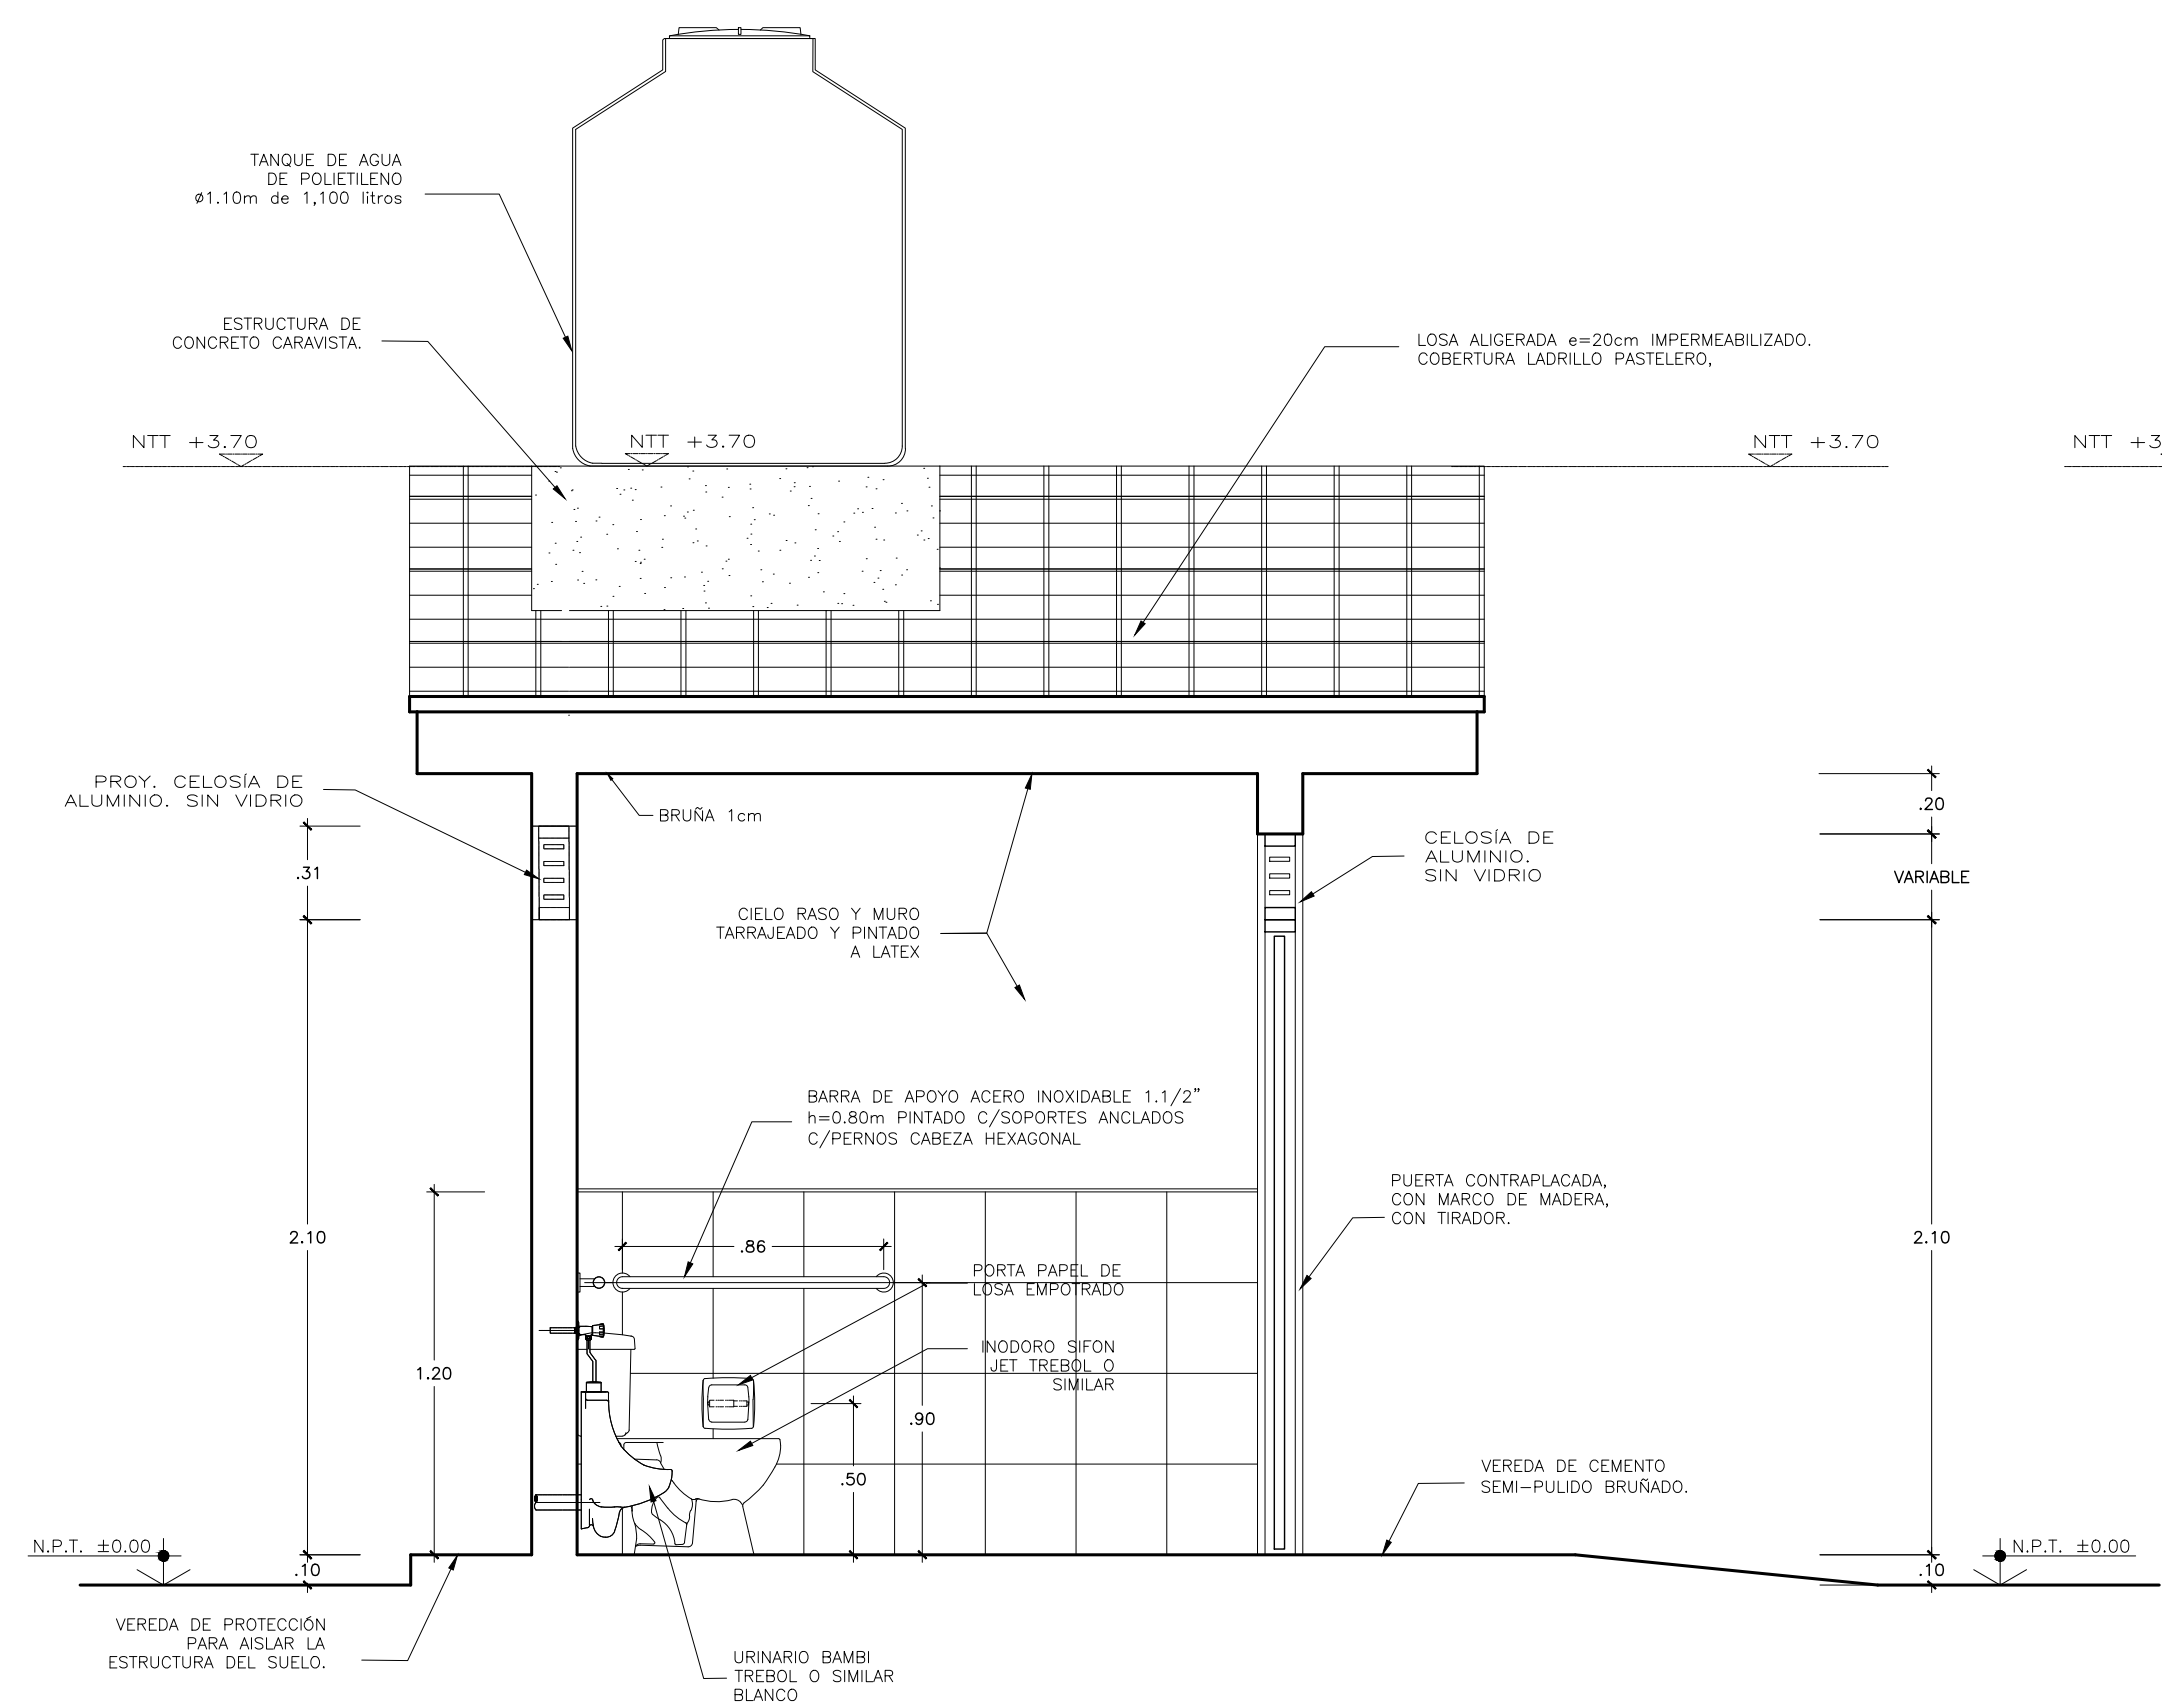 TANQUE DE AGUA
DE POLIETILENO
ø1.10m de 1,100 litros
ESTRUCTURA DE
CONCRETO CARAVISTA.
LOSA ALIGERADA e=20cm IMPERMEABILIZADO.
COBERTURA LADRILLO PASTELERO,
NTT +3.70
NTT +3.70
NTT +3.70
NTT +3
PROY. CELOSÍA DE
ALUMINIO. SIN VIDRIO
BRUÑA 1cm
.20
CELOSÍA DE
ALUMINIO.
SIN VIDRIO
.31
VARIABLE
CIELO RASO Y MURO
TARRAJEADO Y PINTADO
A LATEX
BARRA DE APOYO ACERO INOXIDABLE 1.1/2"
h=0.80m PINTADO C/SOPORTES ANCLADOS
C/PERNOS CABEZA HEXAGONAL
PUERTA CONTRAPLACADA,
CON MARCO DE MADERA,
CON TIRADOR.
2.10
.86
2.10
PORTA PAPEL DE
LOSA EMPOTRADO
INODORO SIFON
JET TREBOL O
SIMILAR
1.20
.90
.50
VEREDA DE CEMENTO
SEMI-PULIDO BRUÑADO.
N.P.T. ±0.00
N.P.T. ±0.00
.10
.10
VEREDA DE PROTECCIÓN
PARA AISLAR LA
ESTRUCTURA DEL SUELO.
URINARIO BAMBI
TREBOL O SIMILAR
BLANCO